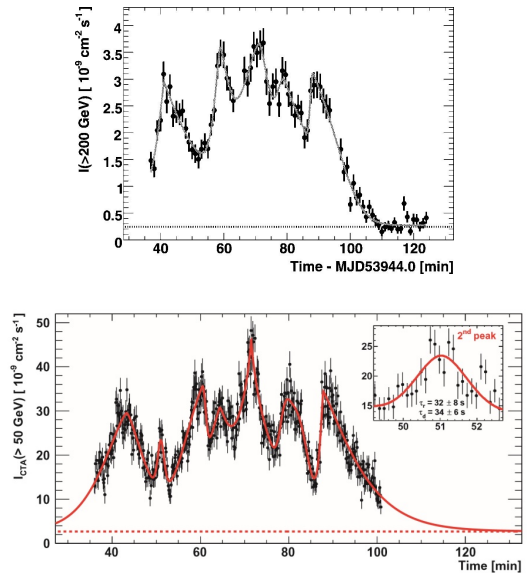 I(>200 GeV) [ 10⁻⁹ cm⁻² s⁻¹ ]
4
3.5
3
2.5
2
1.5
1
0.5
0
40 60 80 100 120
Time - MJD53944.0 [min]
I_CTA(> 50 GeV) [10⁻⁹ cm⁻² s⁻¹ ]
50
40
30
20
10
0
40 60 80 100 120
Time [min]
2nd peak
25
20
15
τr = 32 ± 8 s
τd = 34 ± 6 s
50 51 52